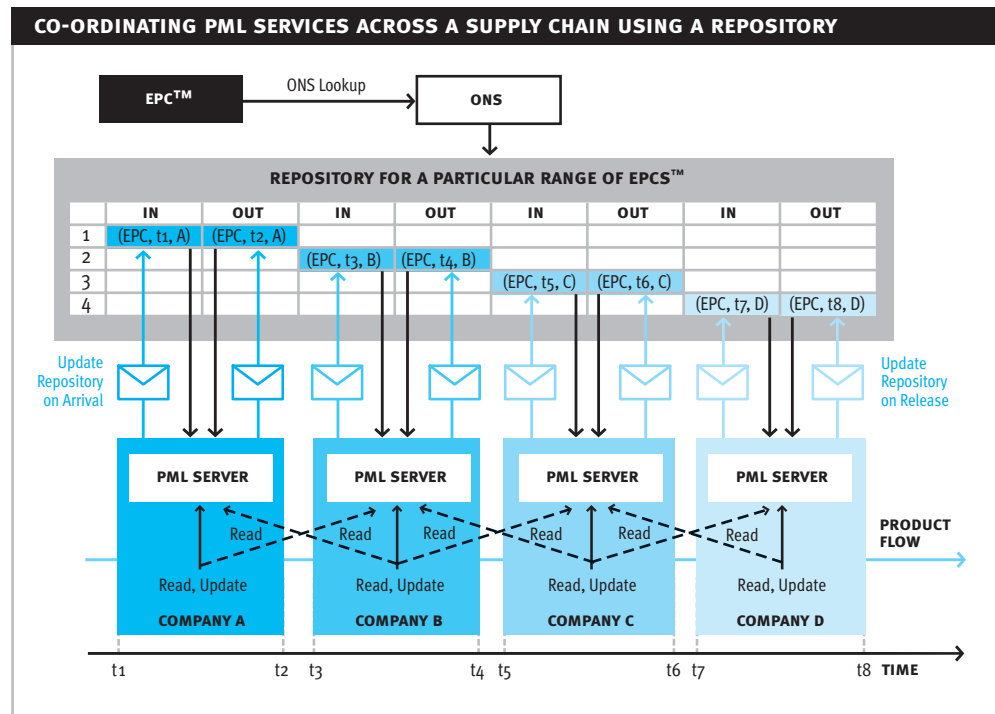 CO-ORDINATING PML SERVICES ACROSS A SUPPLY CHAIN USING A REPOSITORY
EPC™
ONS Lookup
ONS
REPOSITORY FOR A PARTICULAR RANGE OF EPCS™
IN OUT IN OUT IN OUT IN OUT
1 (EPC, t1, A) (EPC, t2, A)
2 (EPC, t3, B) (EPC, t4, B)
3 (EPC, t5, C) (EPC, t6, C)
4 (EPC, t7, D) (EPC, t8, D)
Update
Repository
on Arrival
Update
Repository
on Release
PML SERVER PML SERVER PML SERVER PML SERVER
Read Read Read Read Read Read
PRODUCT
FLOW
Read, Update Read, Update Read, Update Read, Update
COMPANY A COMPANY B COMPANY C COMPANY D
t1 t2 t3 t4 t5 t6 t7 t8 TIME